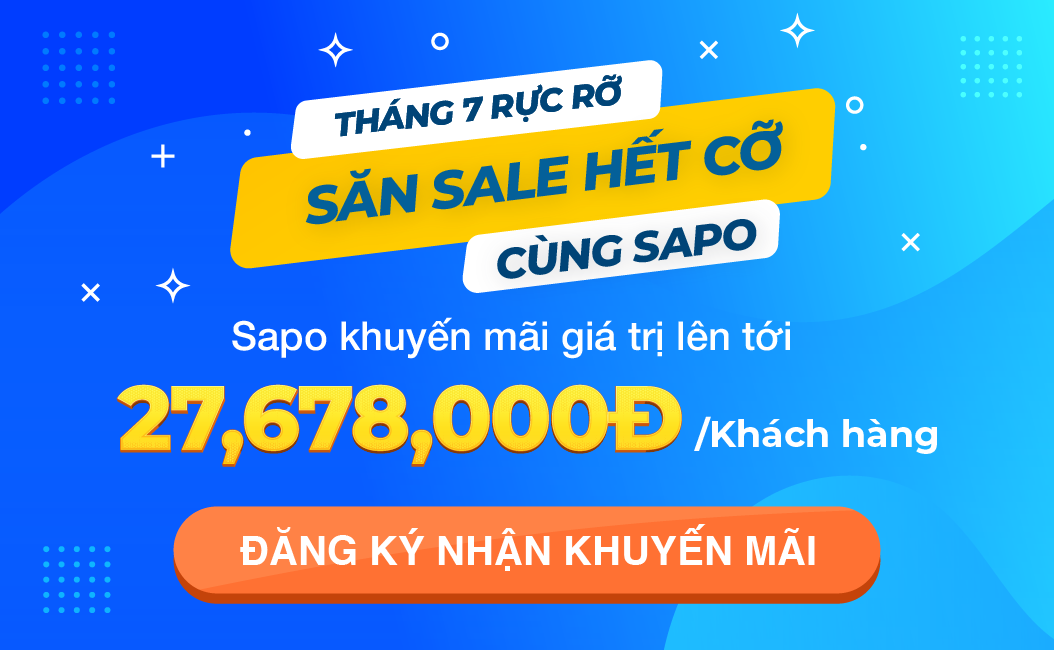 THÁNG 7 RỰC RỠ
SĂN SALE HẾT CỠ
CÙNG SAPO
Sapo khuyến mãi giá trị lên tới
27,678,000Đ /Khách hàng
ĐĂNG KÝ NHẬN KHUYẾN MÃI